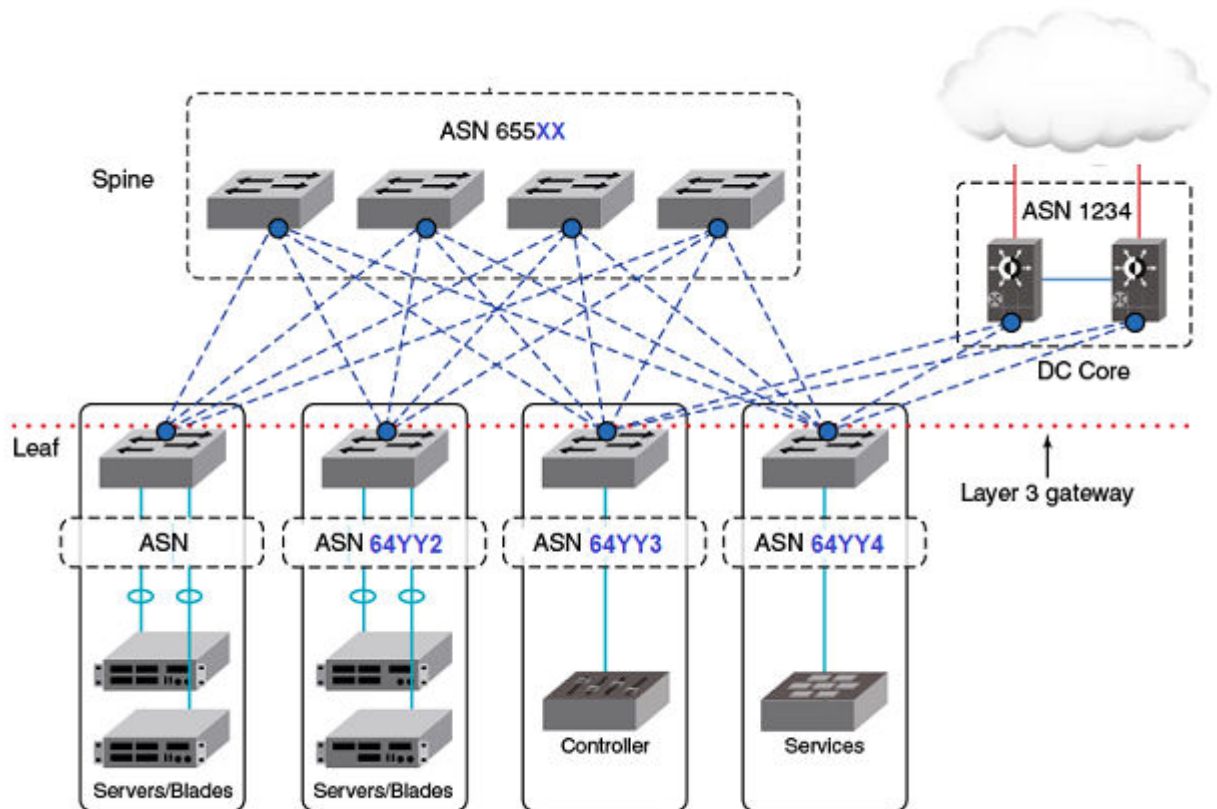 ASN 655XX
Spine
ASN 1234
DC Core
Leaf
Layer 3 gateway
ASN
ASN 64YY2
ASN 64YY3
ASN 64YY4
Controller
Services
Servers/Blades
Servers/Blades